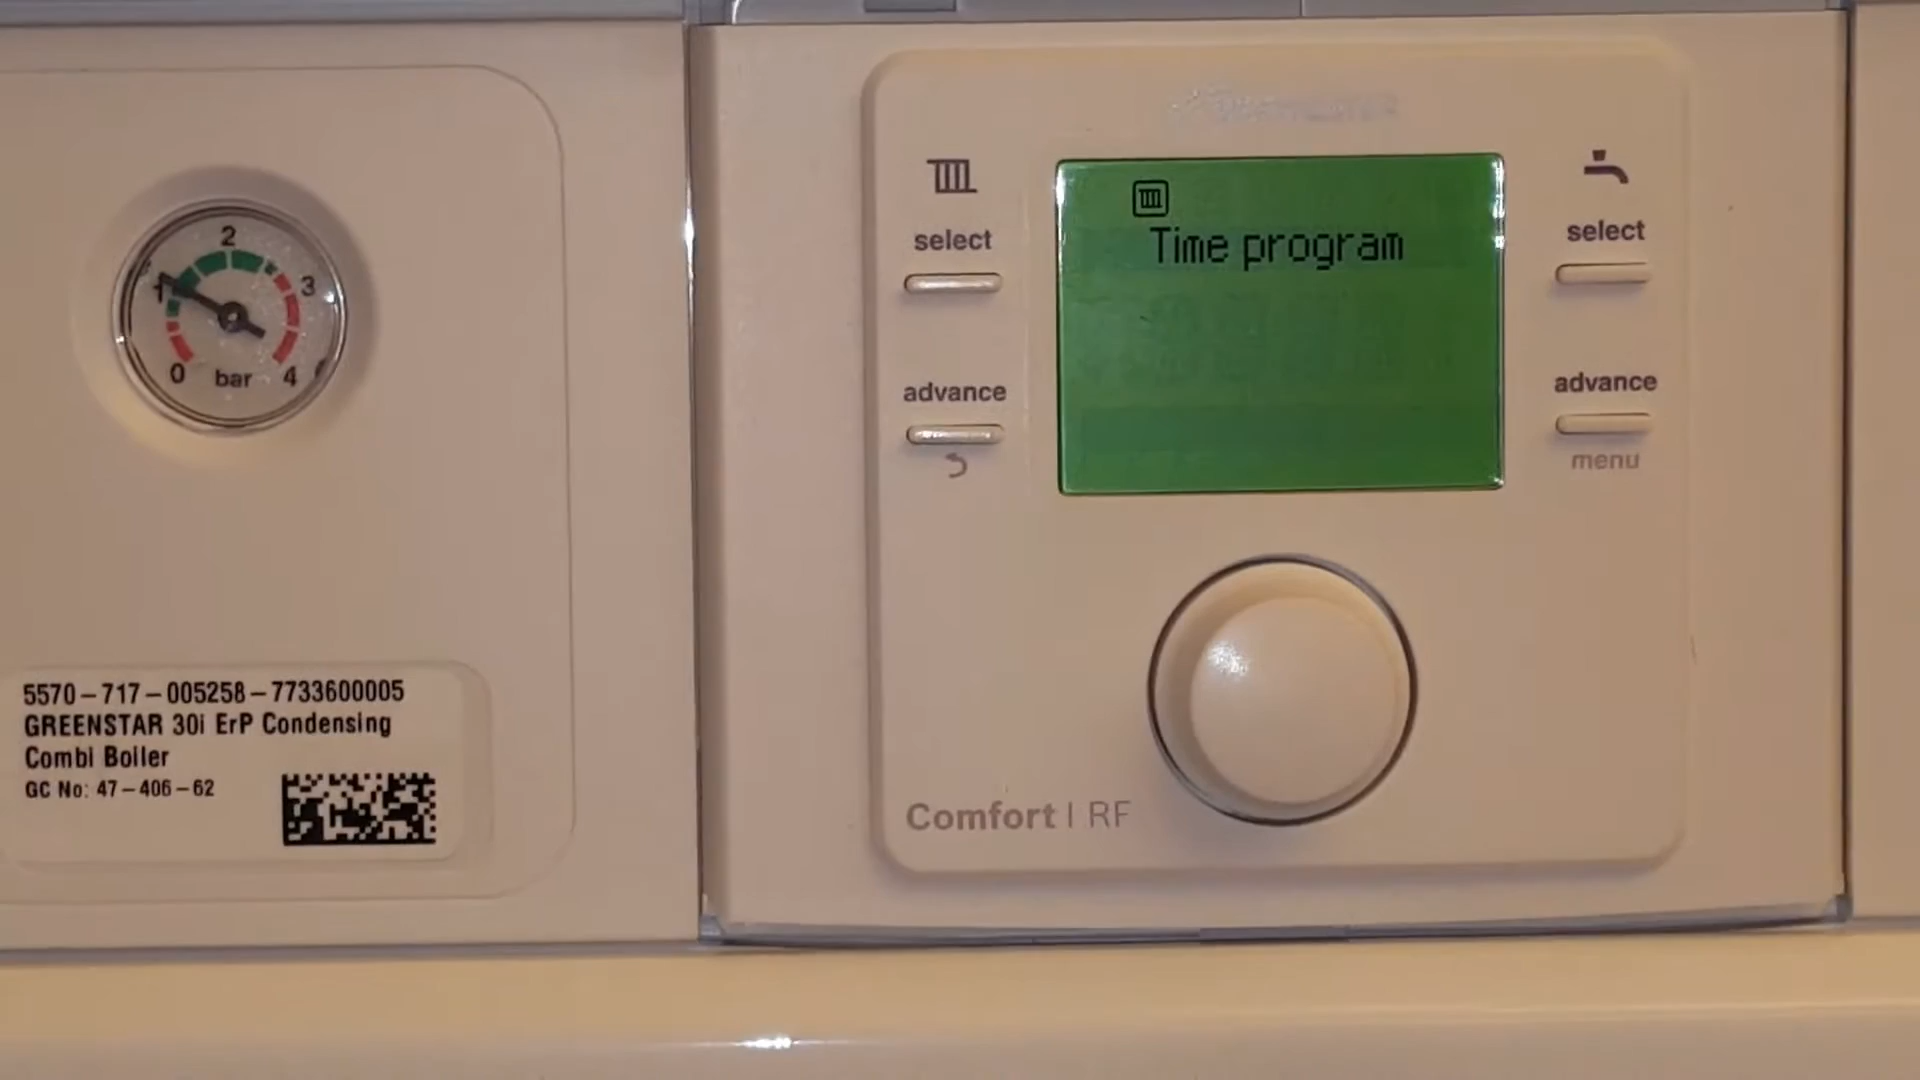 2
1
3
0
bar
4
5570-717-005258-7733600005
GREENSTAR 30i ErP Condensing
Combi Boiler
GC No: 47-406-62
select
advance
Time program
select
advance
menu
Comfort | RF